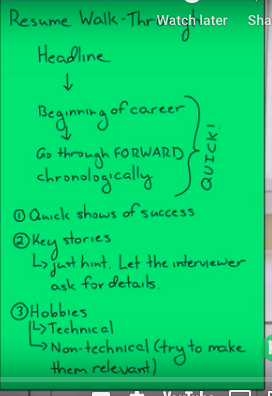 Resume Walk-Through
Watch later
Sha
Headline
Beginning of career
Go through FORWARD
chronologically
QUICK!
① Quick shows of success
② Key stories
Just hint. Let the interviewer
ask for details.
③ Hobbies
Technical
Non-technical (try to make
them relevant)
YouTube